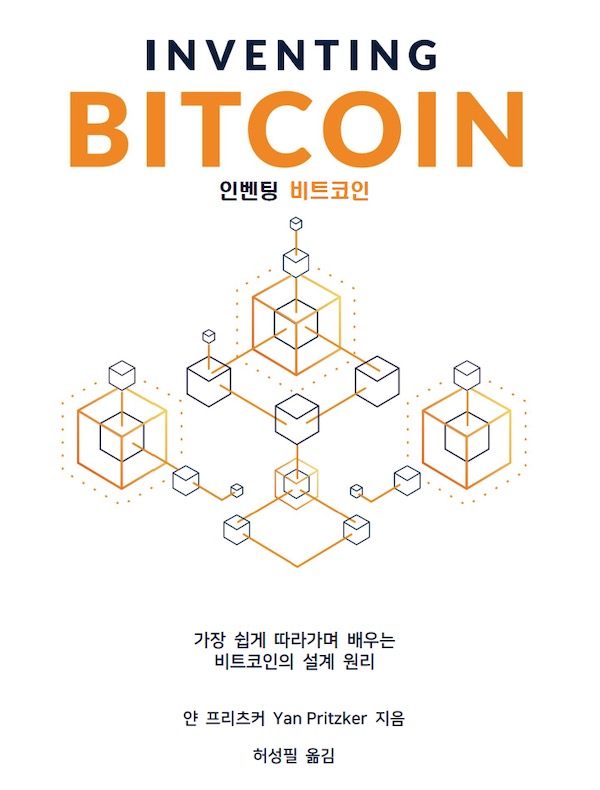 INVENTING
BITCOIN
인벤팅 비트코인
가장 쉽게 따라가며 배우는
비트코인의 설계 원리
얀 프리츠커 Yan Pritzker 지음
허성필 옮김